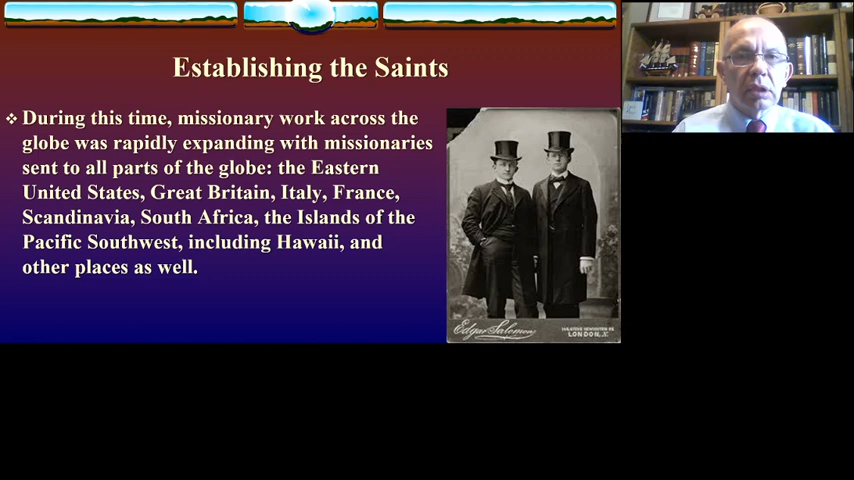 Establishing the Saints
❖ During this time, missionary work across the
globe was rapidly expanding with missionaries
sent to all parts of the globe: the Eastern
United States, Great Britain, Italy, France,
Scandinavia, South Africa, the Islands of the
Pacific Southwest, including Hawaii, and
other places as well.
Edgar Salomon
LONDON, N.